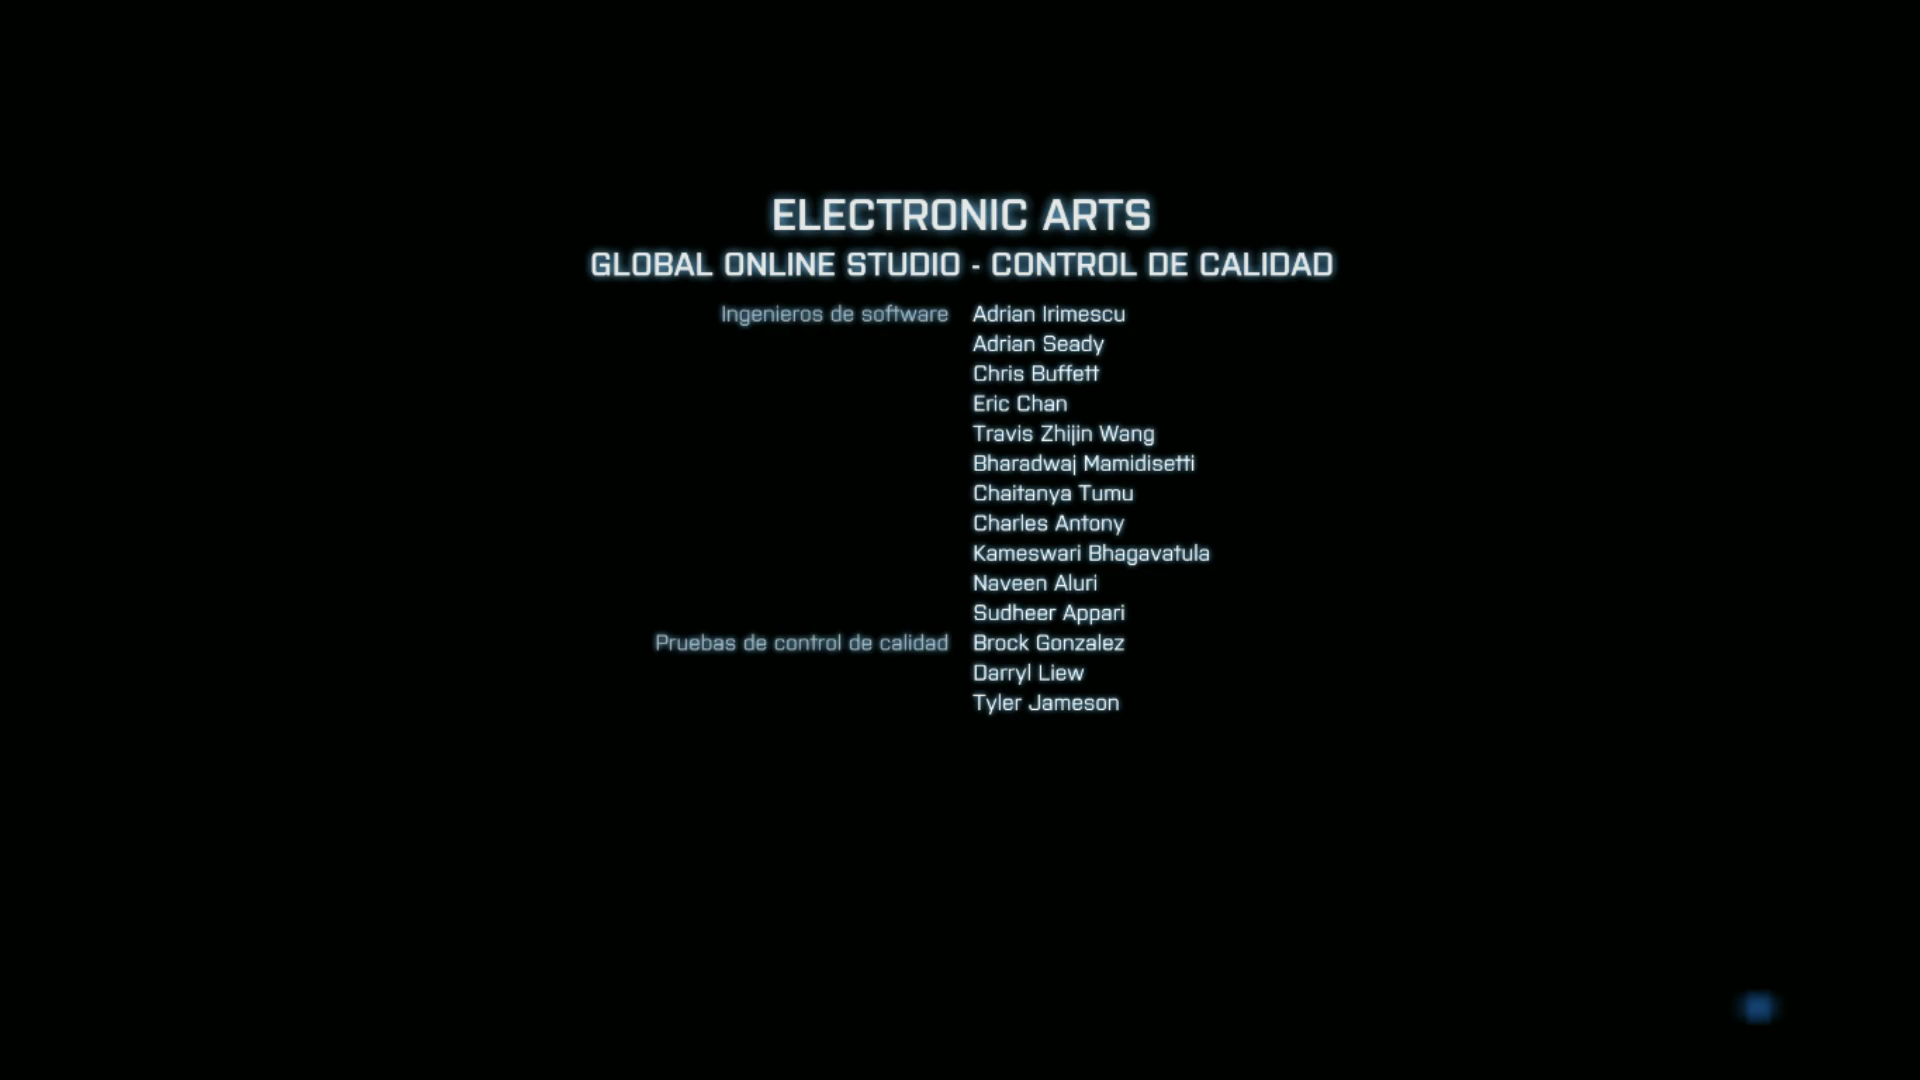 ELECTRONIC ARTS
GLOBAL ONLINE STUDIO - CONTROL DE CALIDAD
Ingenieros de software Adrian Irimescu
Adrian Seady
Chris Buffett
Eric Chan
Travis Zhijin Wang
Bharadwaj Mamidisetti
Chaitanya Tumu
Charles Antony
Kameswari Bhagavatula
Naveen Aluri
Sudheer Appari
Pruebas de control de calidad Brock Gonzalez
Darryl Liew
Tyler Jameson